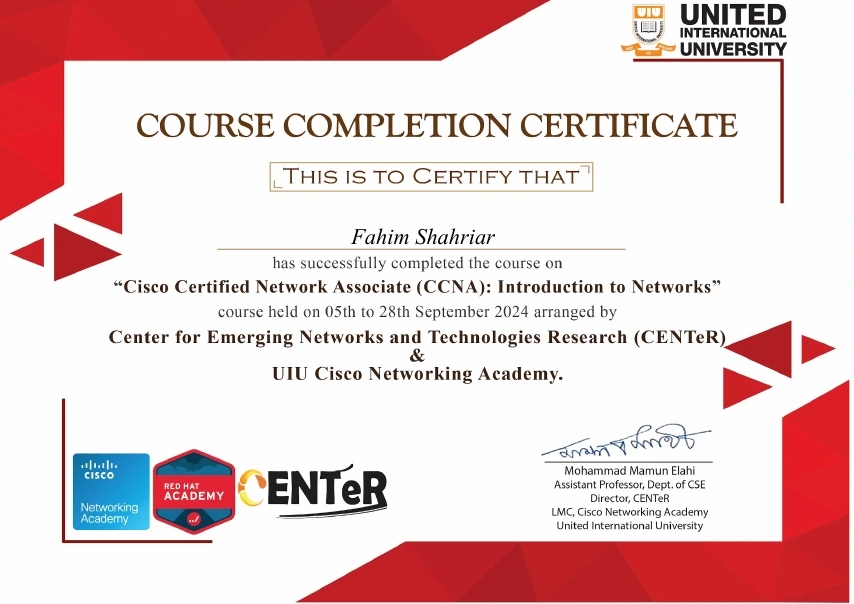 UNITED
INTERNATIONAL
UNIVERSITY
COURSE COMPLETION CERTIFICATE
THIS IS TO CERTIFY THAT
Fahim Shahriar
has successfully completed the course on
“Cisco Certified Network Associate (CCNA): Introduction to Networks”
course held on 05th to 28th September 2024 arranged by
Center for Emerging Networks and Technologies Research (CENTeR)
&
UIU Cisco Networking Academy.
CISCO
Networking
Academy
RED HAT
ACADEMY
CENTeR
Mohammad Mamun Elahi
Assistant Professor, Dept. of CSE
Director, CENTeR
LMC, Cisco Networking Academy
United International University